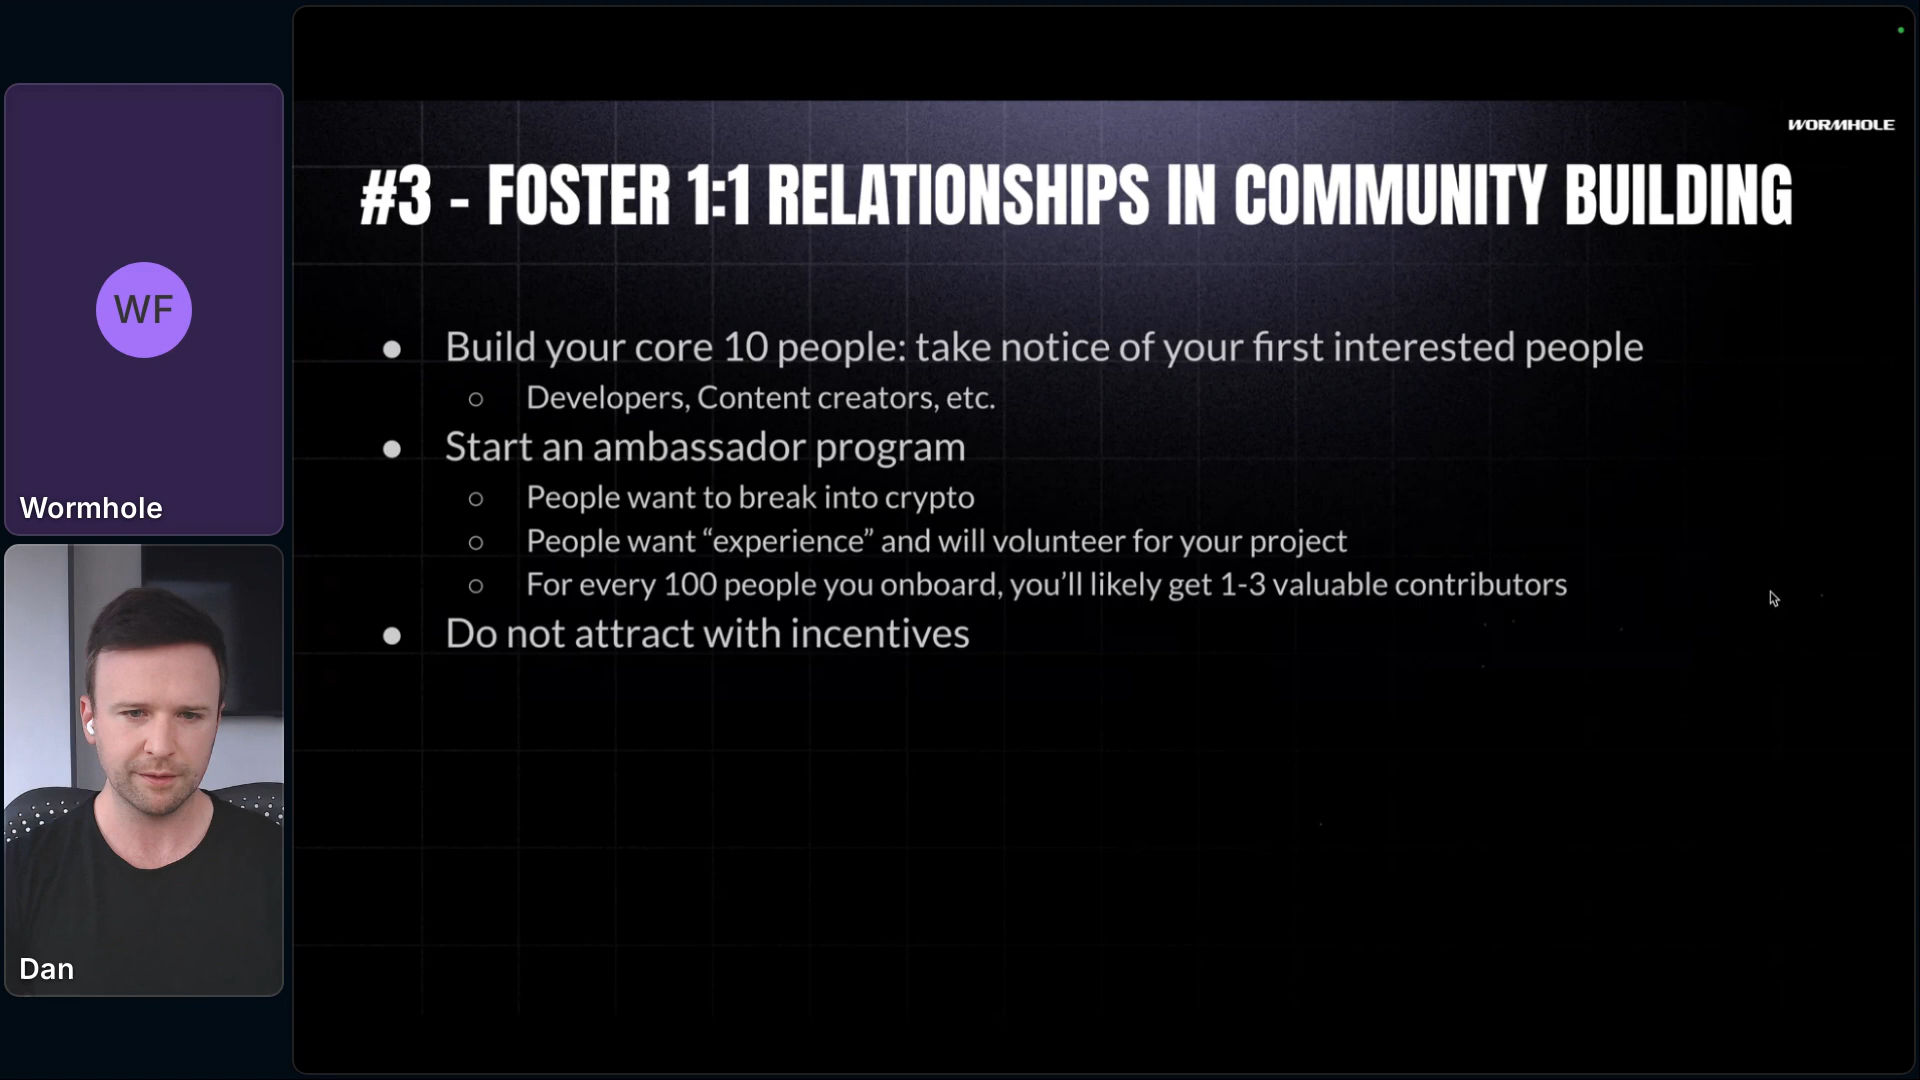 WORMHOLE
#3 - FOSTER 1:1 RELATIONSHIPS IN COMMUNITY BUILDING
● Build your core 10 people: take notice of your first interested people
○ Developers, Content creators, etc.
● Start an ambassador program
○ People want to break into crypto
○ People want “experience” and will volunteer for your project
○ For every 100 people you onboard, you’ll likely get 1-3 valuable contributors
● Do not attract with incentives
WF
Wormhole
Dan